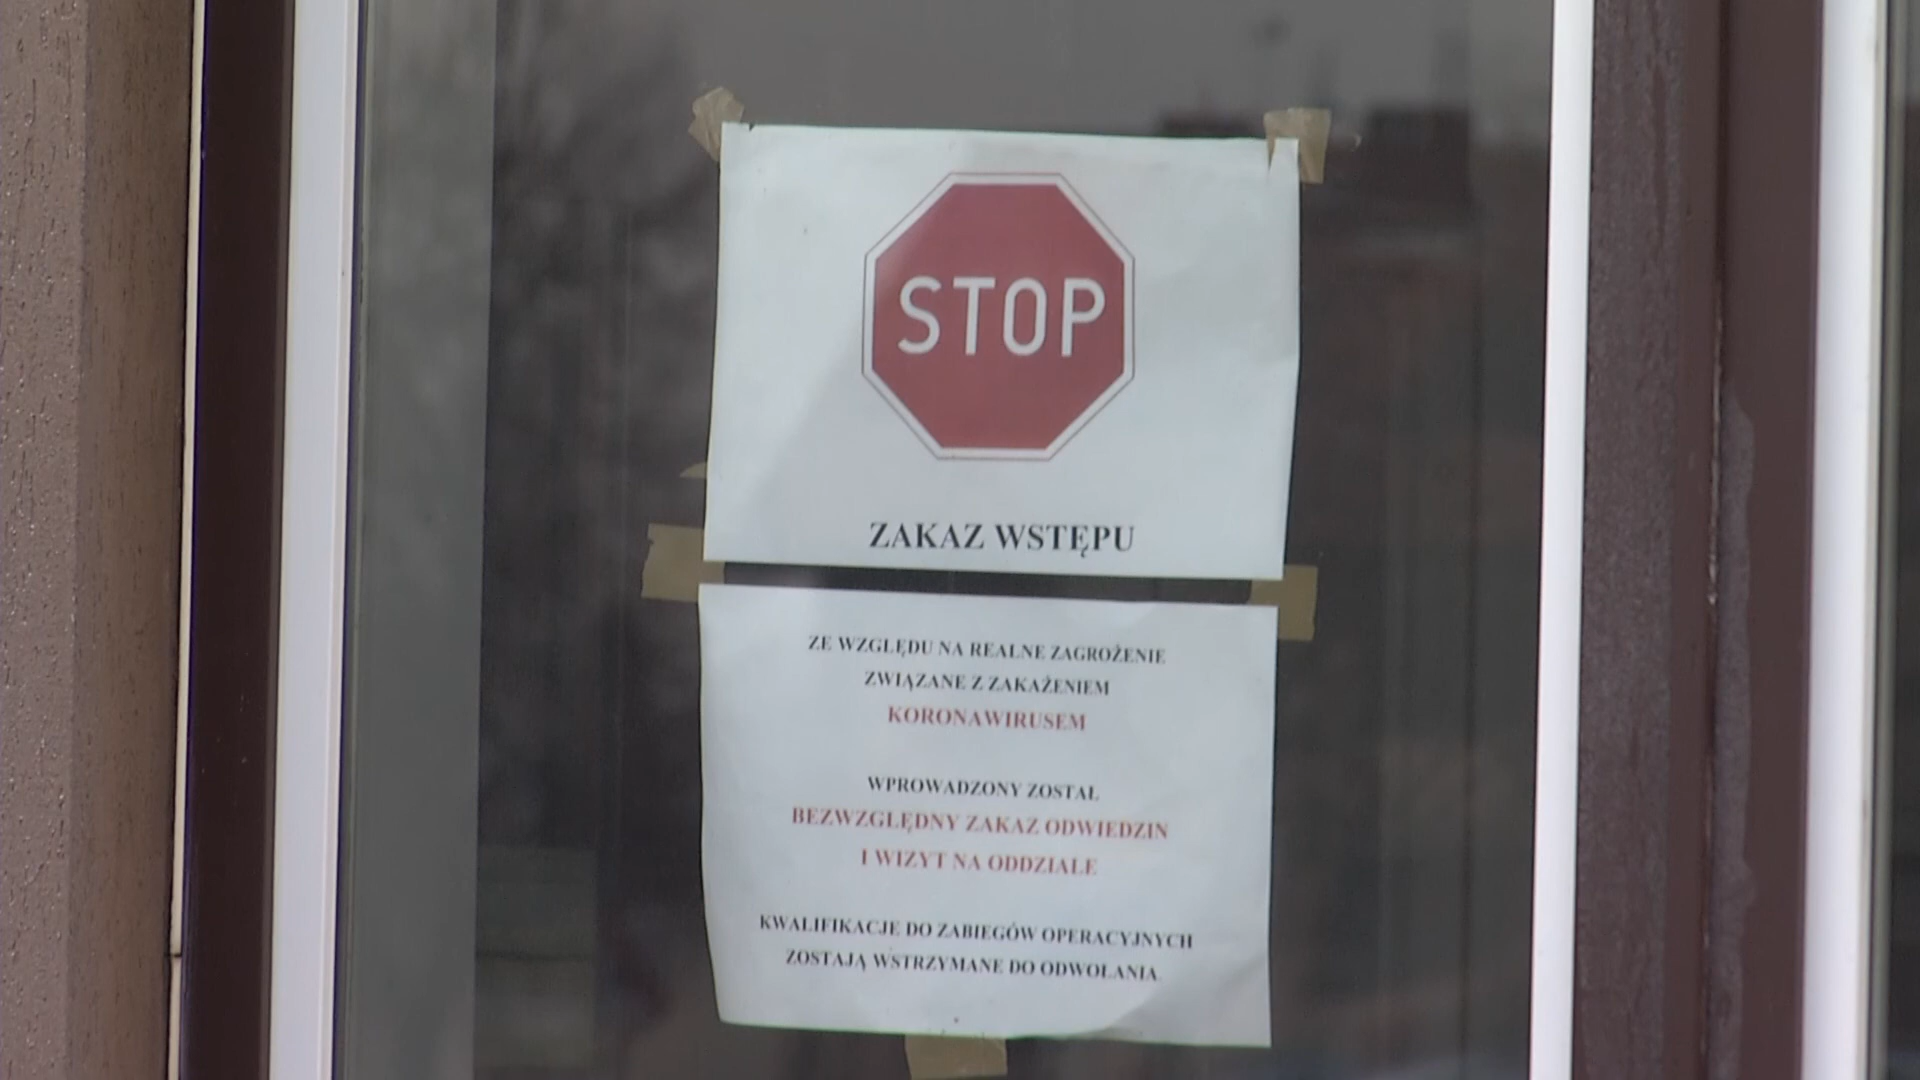 STOP
ZAKAZ WSTĘPU
ZE WZGLĘDU NA REALNE ZAGROŻENIE
ZWIĄZANE Z ZAKAŻENIEM
KORONAWIRUSEM
WPROWADZONY ZOSTAŁ
BEZWZGLĘDNY ZAKAZ ODWIEDZIN
I WIZYT NA ODDZIALE
KWALIFIKACJE DO ZABIEGÓW OPERACYJNYCH
ZOSTAJĄ WSTRZYMANE DO ODWOŁANIA.